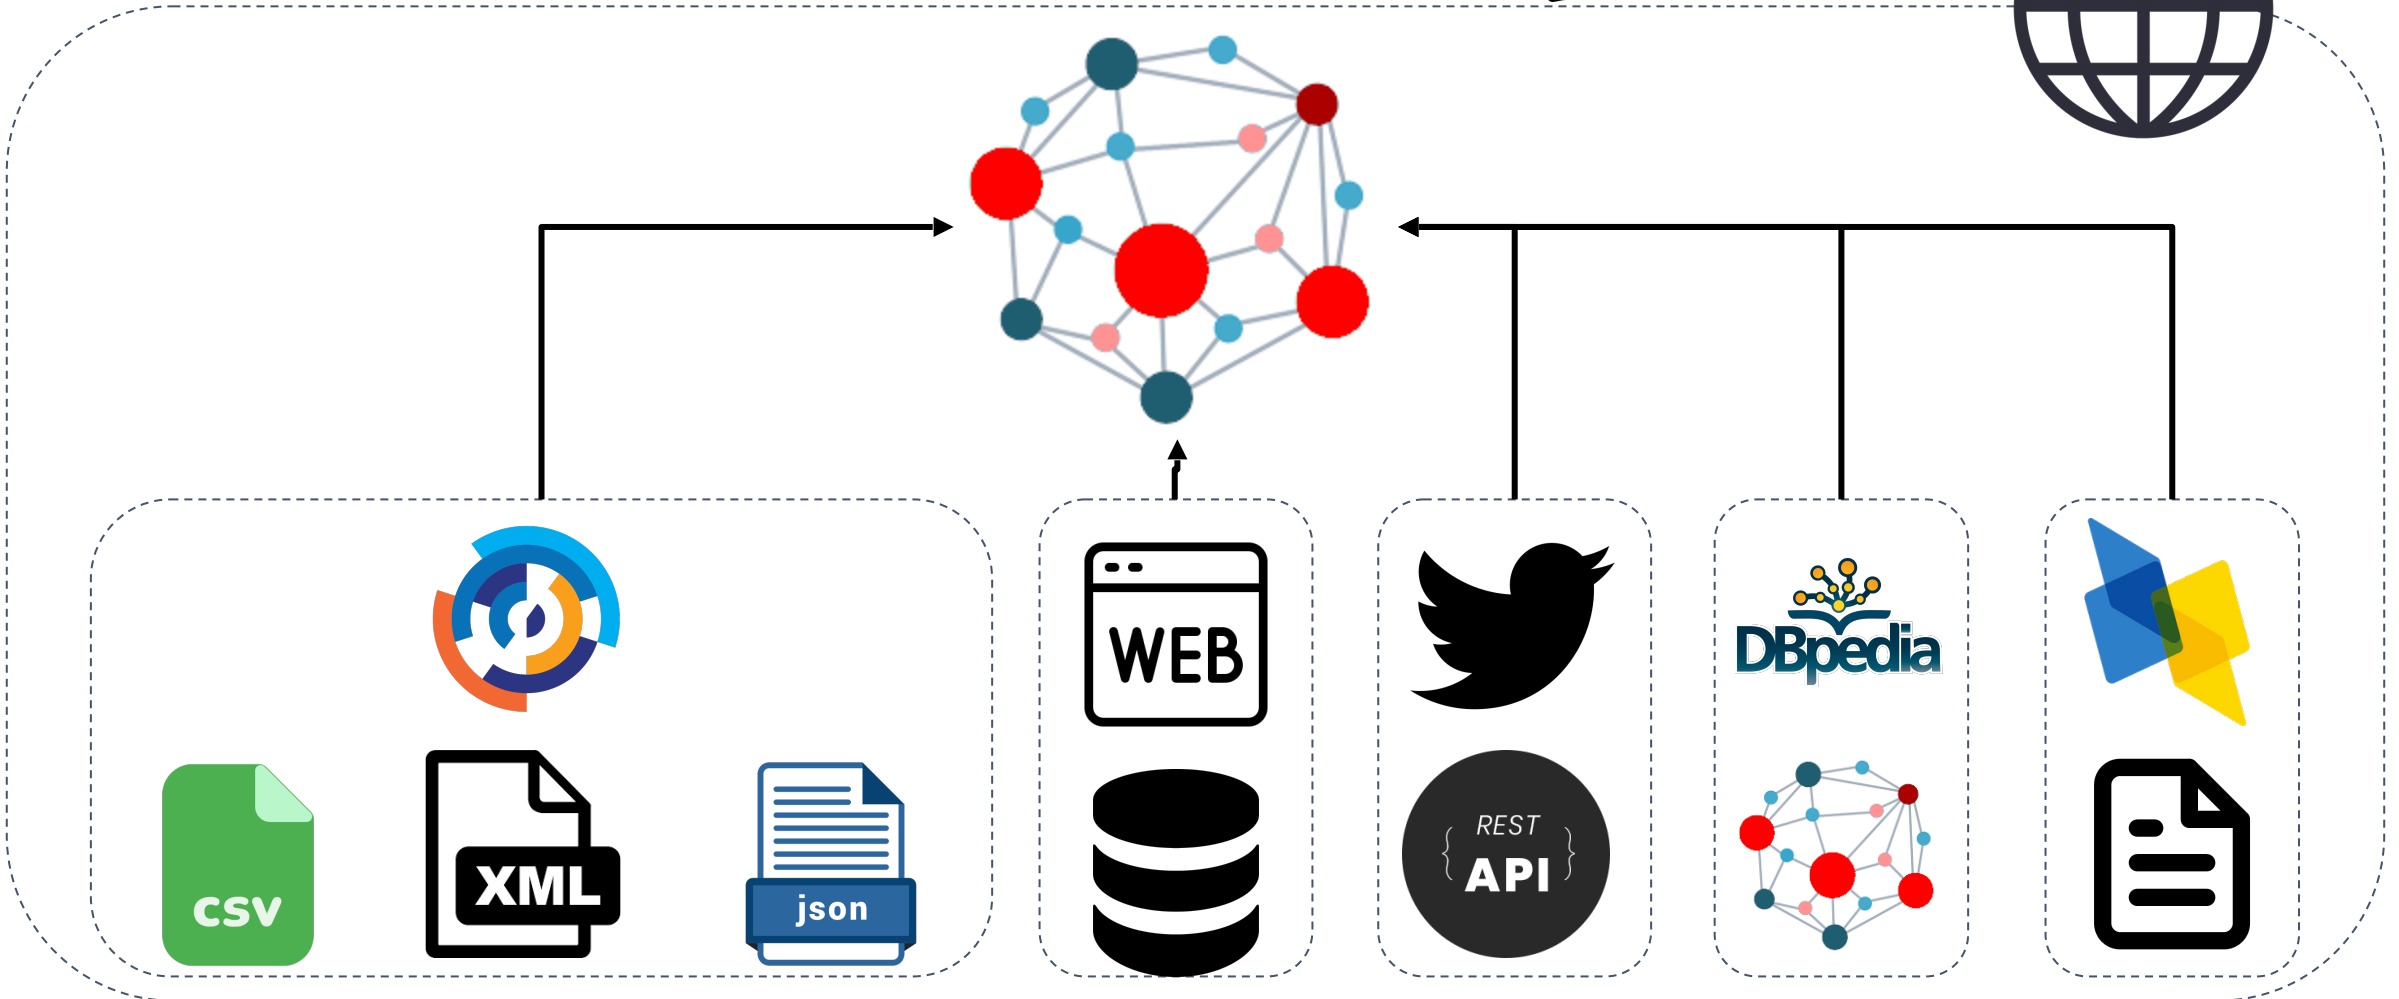 WEB
DBpedia
csv
XML
json
REST
{ API }